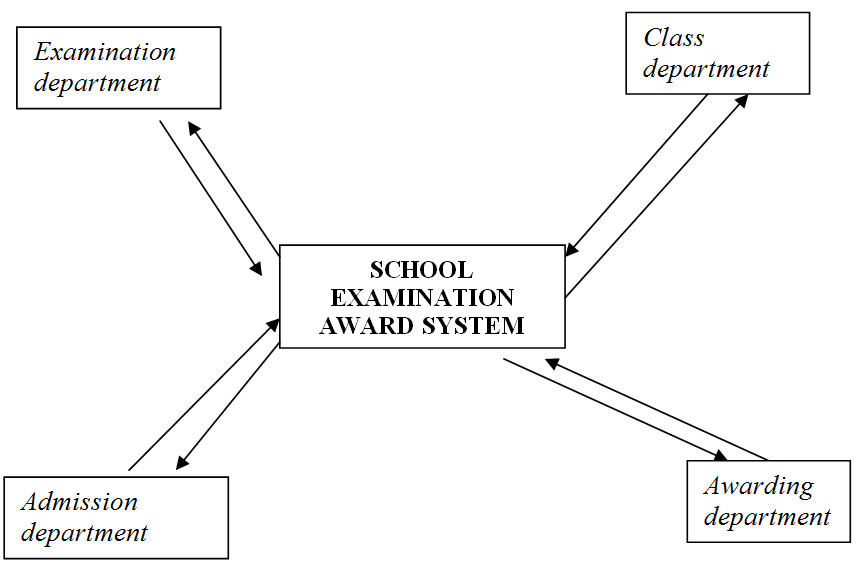 Examination
department
Class
department
SCHOOL
EXAMINATION
AWARD SYSTEM
Admission
department
Awarding
department